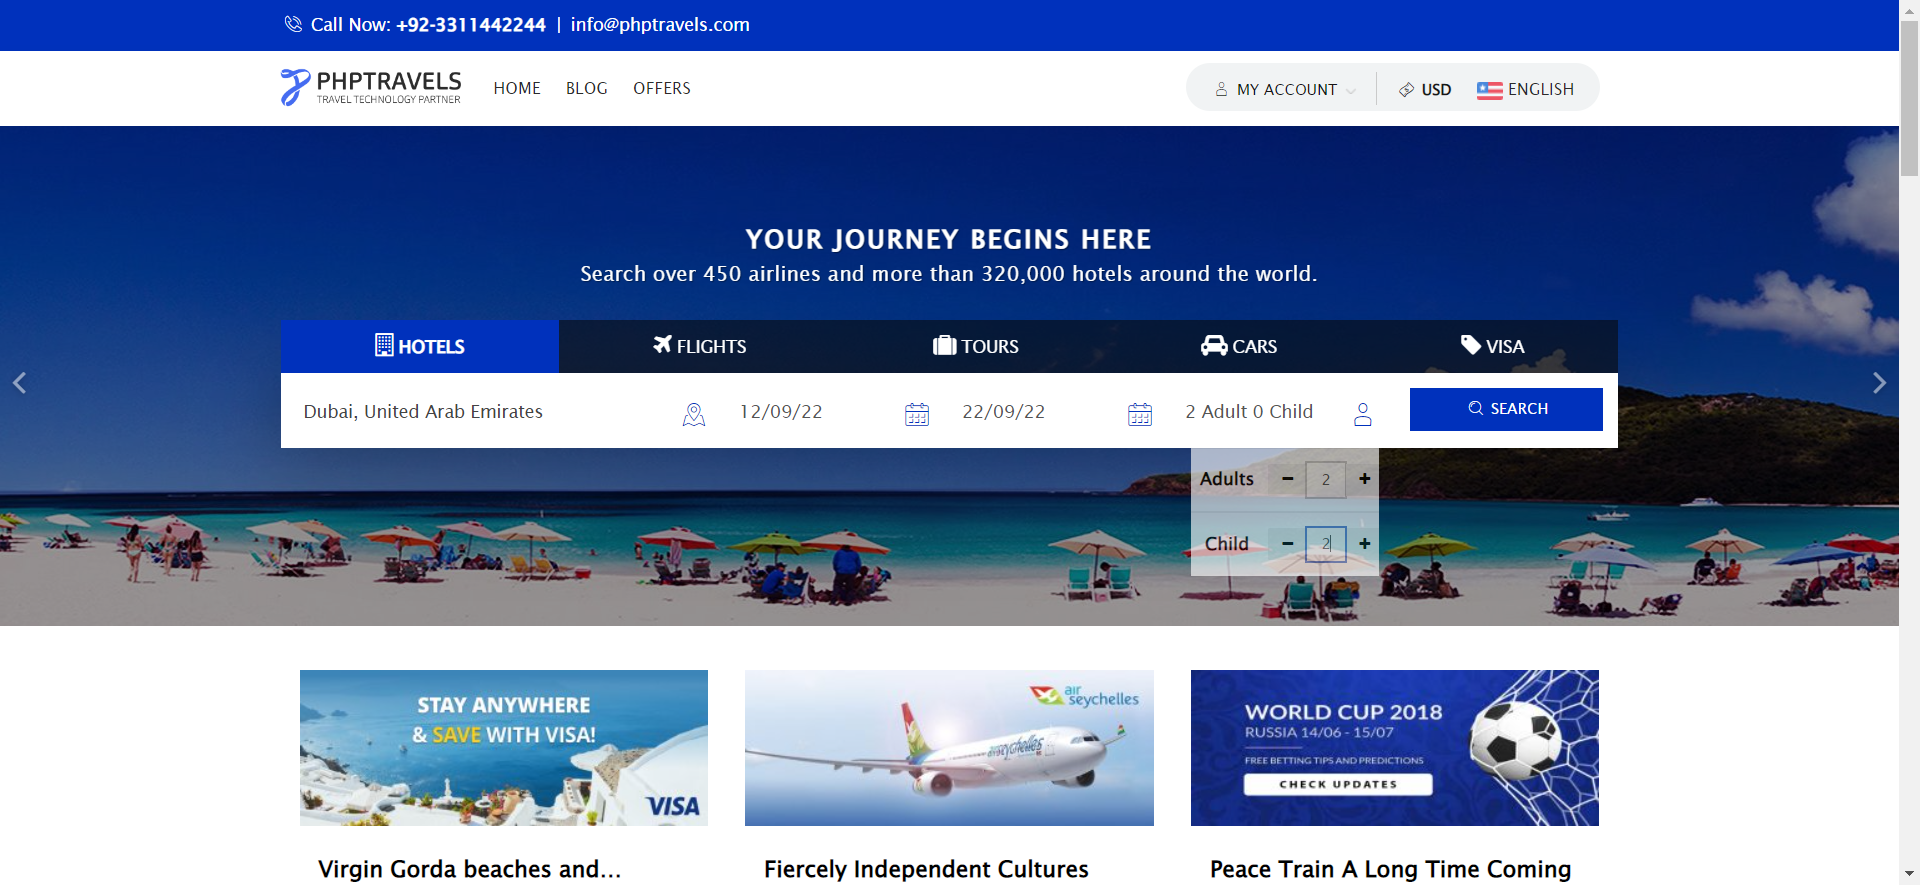 Call Now: +92-3311442244 | info@phptravels.com
PHPTRAVELS
TRAVEL TECHNOLOGY PARTNER
HOME BLOG OFFERS
MY ACCOUNT USD ENGLISH
YOUR JOURNEY BEGINS HERE
Search over 450 airlines and more than 320,000 hotels around the world.
HOTELS FLIGHTS TOURS CARS VISA
Dubai, United Arab Emirates 12/09/22 22/09/22 2 Adult 0 Child SEARCH
Adults - 2 +
Child - 2 +
STAY ANYWHERE
& SAVE WITH VISA!
VISA
air
seychelles
air seychelles
WORLD CUP 2018
RUSSIA 14/06 - 15/07
FREE BETTING TIPS AND PREDICTIONS
CHECK UPDATES
Virgin Gorda beaches and...
Fiercely Independent Cultures
Peace Train A Long Time Coming